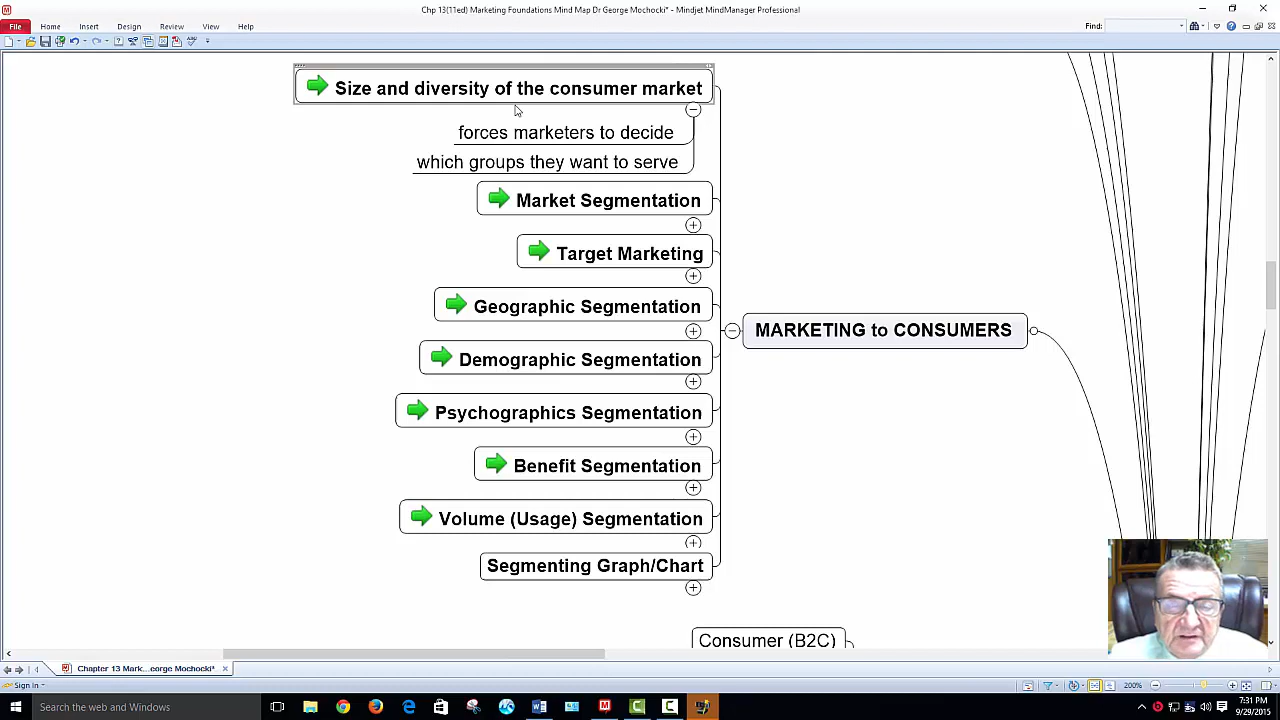 Chp 13(11ed) Marketing Foundations Mind Map Dr George Mochocki* - Mindjet MindManager Professional
File Home Insert Design Review View Help Find:
Size and diversity of the consumer market
forces marketers to decide
which groups they want to serve
Market Segmentation
Target Marketing
Geographic Segmentation
MARKETING to CONSUMERS
Demographic Segmentation
Psychographics Segmentation
Benefit Segmentation
Volume (Usage) Segmentation
Segmenting Graph/Chart
Consumer (B2C)
Chapter 13 Mark...eorge Mochocki*
Sign In 200%
Search the web and Windows
7:31 PM
9/29/2015